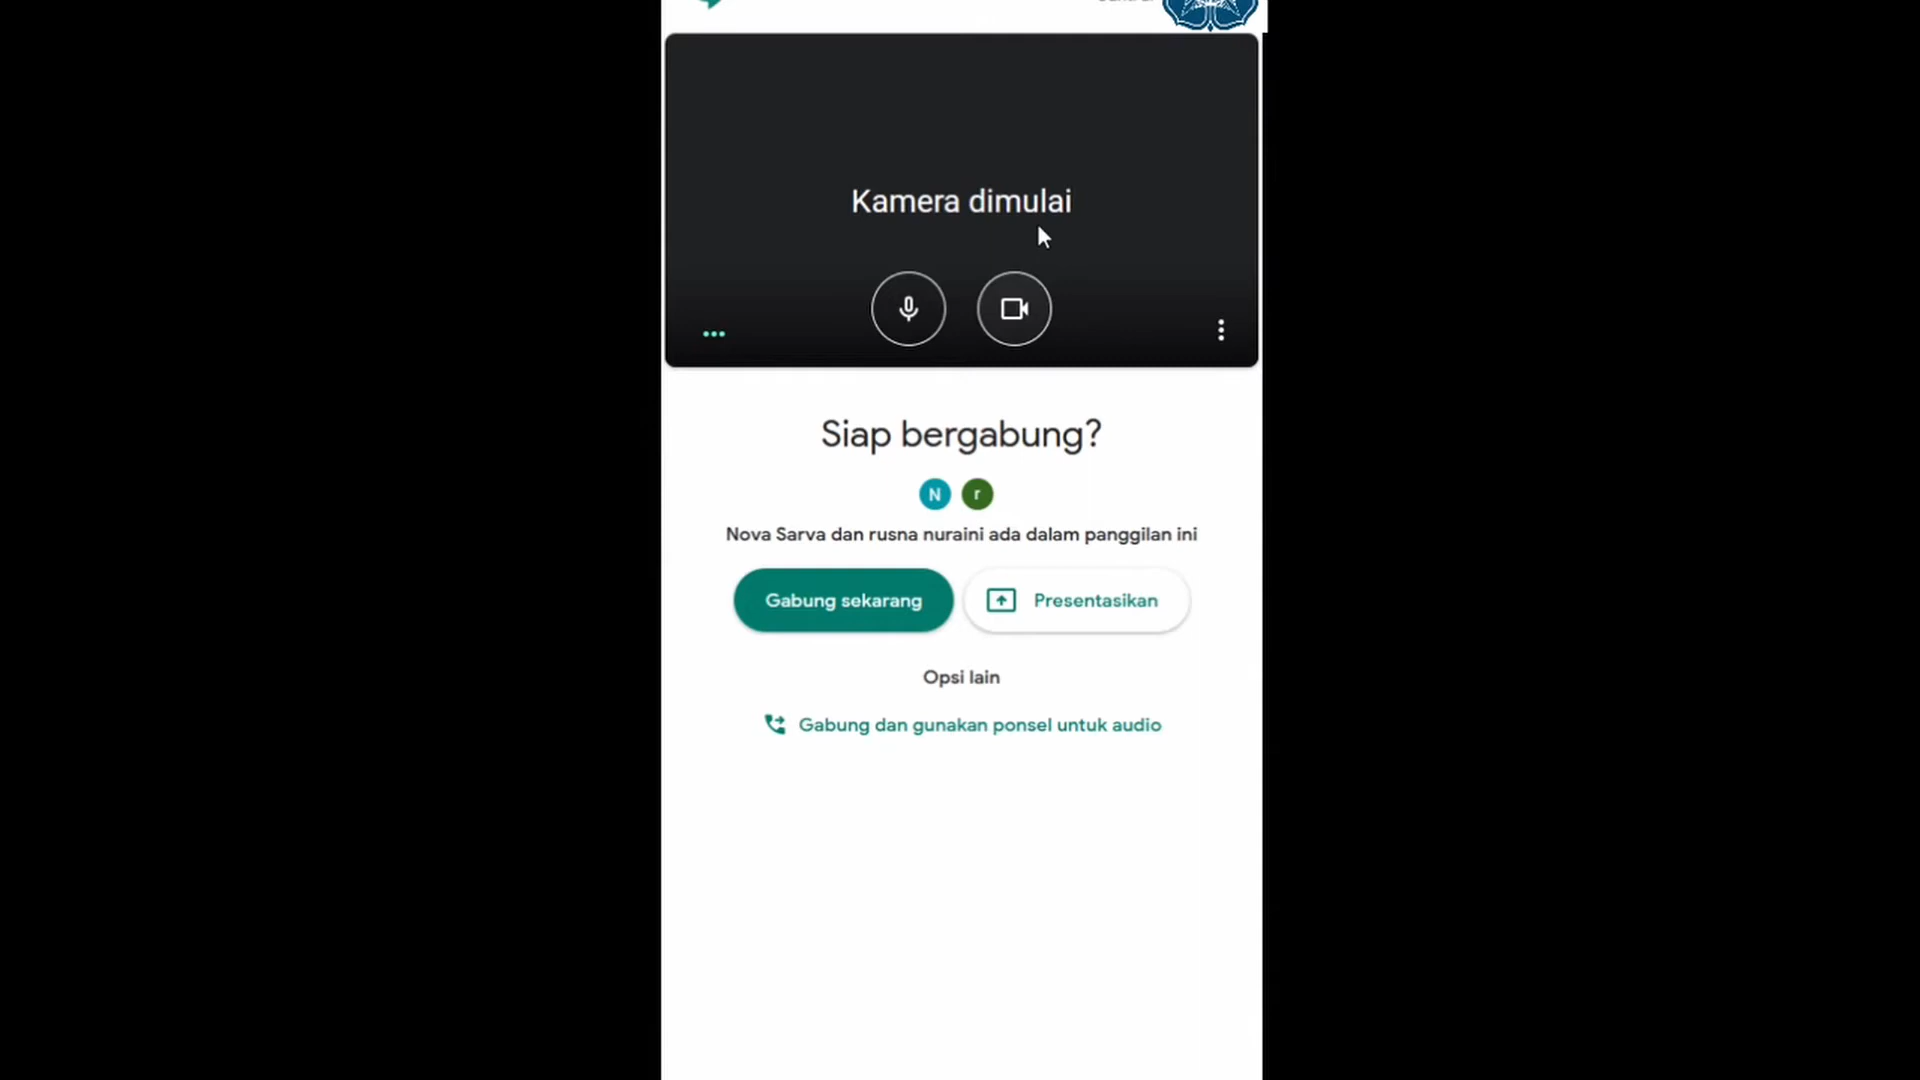 Kamera dimulai
Siap bergabung?
N r
Nova Sarva dan rusna nuraini ada dalam panggilan ini
Gabung sekarang
Presentasikan
Opsi lain
Gabung dan gunakan ponsel untuk audio